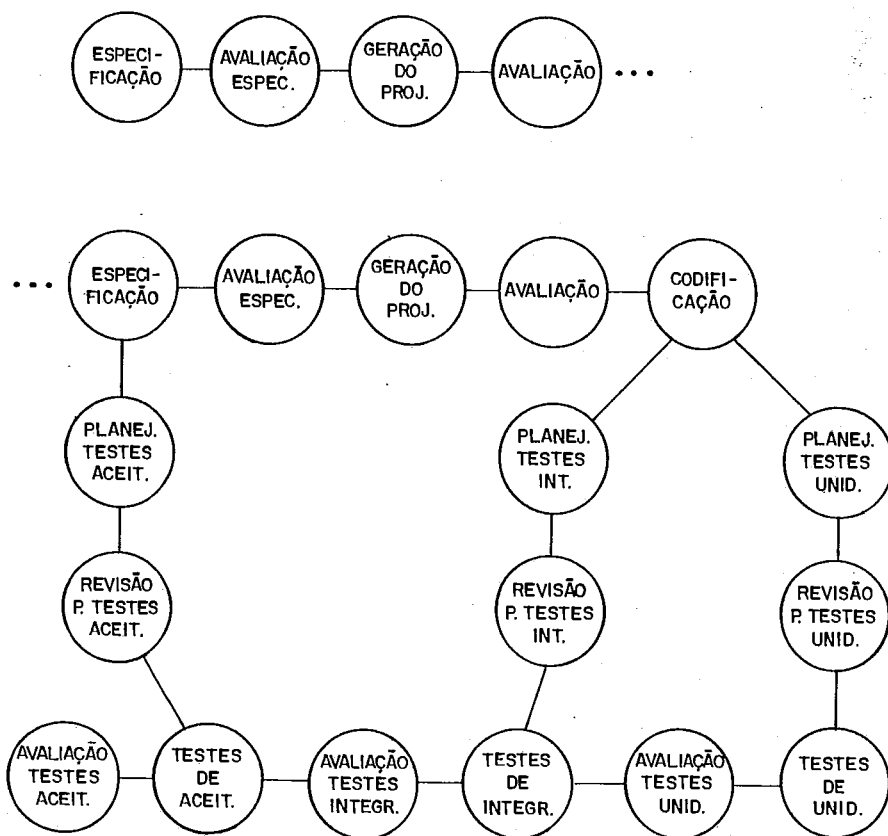 ESPECI-
FICAÇÃO
AVALIAÇÃO
ESPEC.
GERAÇÃO
DO
PROJ.
AVALIAÇÃO
•••
•••
ESPECI-
FICAÇÃO
AVALIAÇÃO
ESPEC.
GERAÇÃO
DO
PROJ.
AVALIAÇÃO
CODIFI-
CAÇÃO
PLANEJ.
TESTES
ACEIT.
PLANEJ.
TESTES
INT.
PLANEJ.
TESTES
UNID.
REVISÃO
P. TESTES
ACEIT.
REVISÃO
P. TESTES
INT.
REVISÃO
P. TESTES
UNID.
AVALIAÇÃO
TESTES
ACEIT.
TESTES
DE
ACEIT.
AVALIAÇÃO
TESTES
INTEGR.
TESTES
DE
INTEGR.
AVALIAÇÃO
TESTES
UNID.
TESTES
DE
UNID.